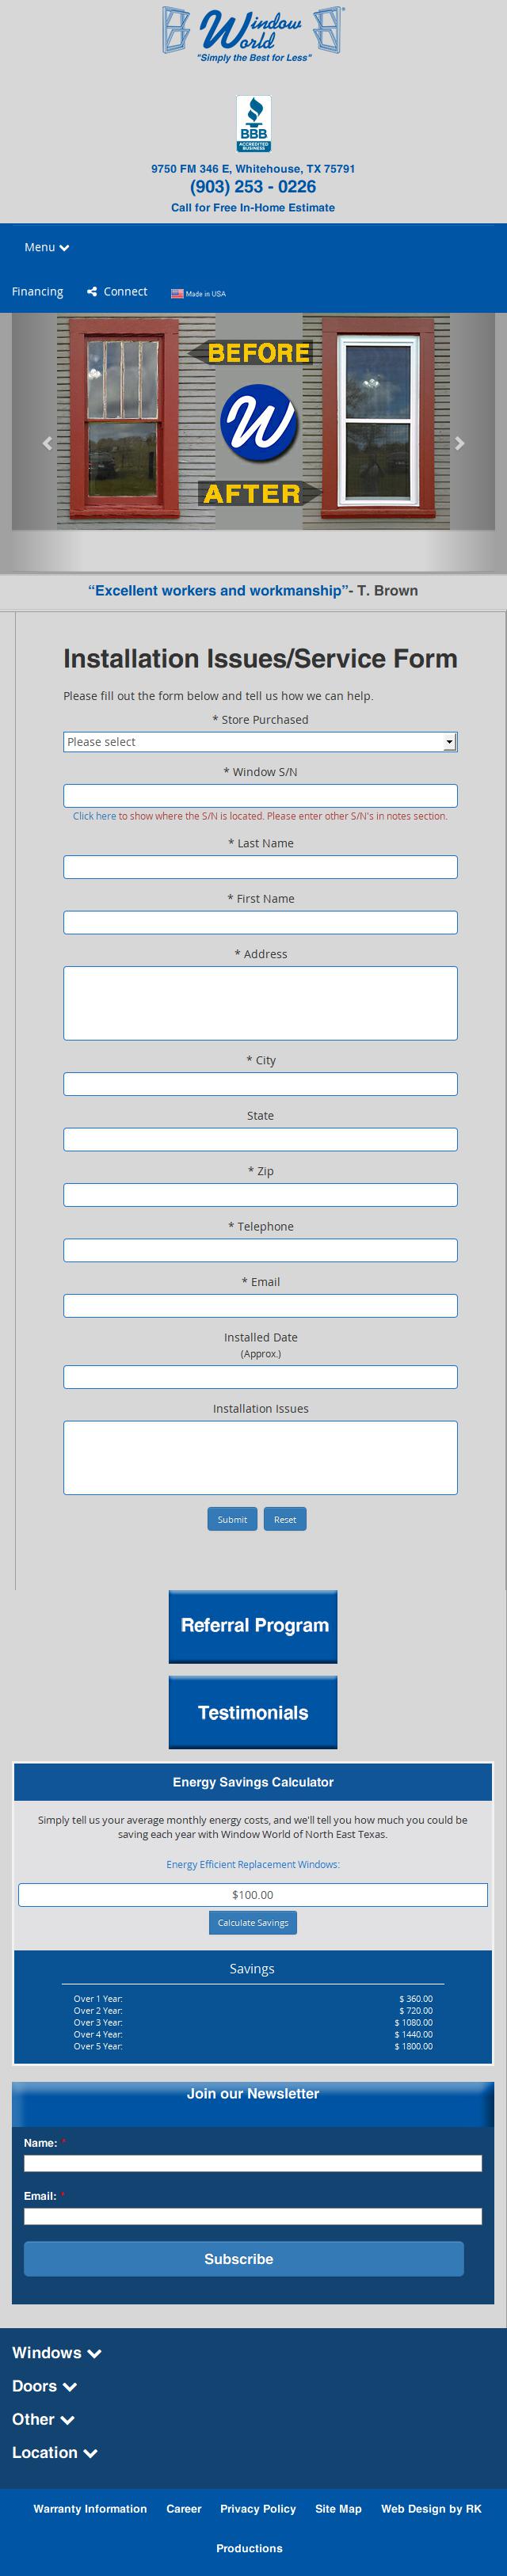 Window
World
"Simply the Best for Less"
BBB
ACCREDITED
BUSINESS
9750 FM 346 E, Whitehouse, TX 75791
(903) 253 - 0226
Call for Free In-Home Estimate
Menu
Financing Connect Made in USA
BEFORE
W
AFTER
“Excellent workers and workmanship”- T. Brown
Installation Issues/Service Form
Please fill out the form below and tell us how we can help.
* Store Purchased
Please select
* Window S/N
Click here to show where the S/N is located. Please enter other S/N's in notes section.
* Last Name
* First Name
* Address
* City
State
* Zip
* Telephone
* Email
Installed Date
(Approx.)
Installation Issues
Submit Reset
Referral Program
Testimonials
Energy Savings Calculator
Simply tell us your average monthly energy costs, and we'll tell you how much you could be
saving each year with Window World of North East Texas.
Energy Efficient Replacement Windows:
$100.00
Calculate Savings
Savings
Over 1 Year: $ 360.00
Over 2 Year: $ 720.00
Over 3 Year: $ 1080.00
Over 4 Year: $ 1440.00
Over 5 Year: $ 1800.00
Join our Newsletter
Name: *
Email: *
Subscribe
Windows
Doors
Other
Location
Warranty Information Career Privacy Policy Site Map Web Design by RK
Productions